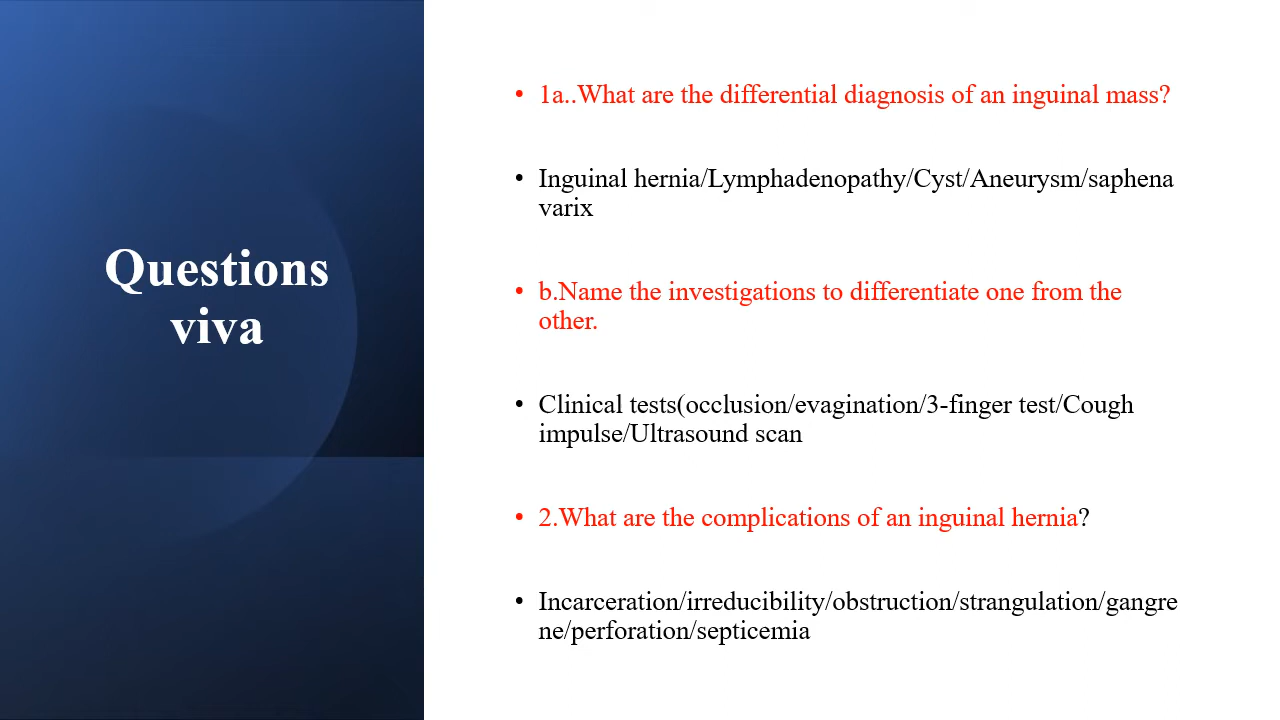 Questions
viva
• 1a..What are the differential diagnosis of an inguinal mass?
• Inguinal hernia/Lymphadenopathy/Cyst/Aneurysm/saphena
varix
• b.Name the investigations to differentiate one from the
other.
• Clinical tests(occlusion/evagination/3-finger test/Cough
impulse/Ultrasound scan
• 2.What are the complications of an inguinal hernia?
• Incarceration/irreducibility/obstruction/strangulation/gangre
ne/perforation/septicemia